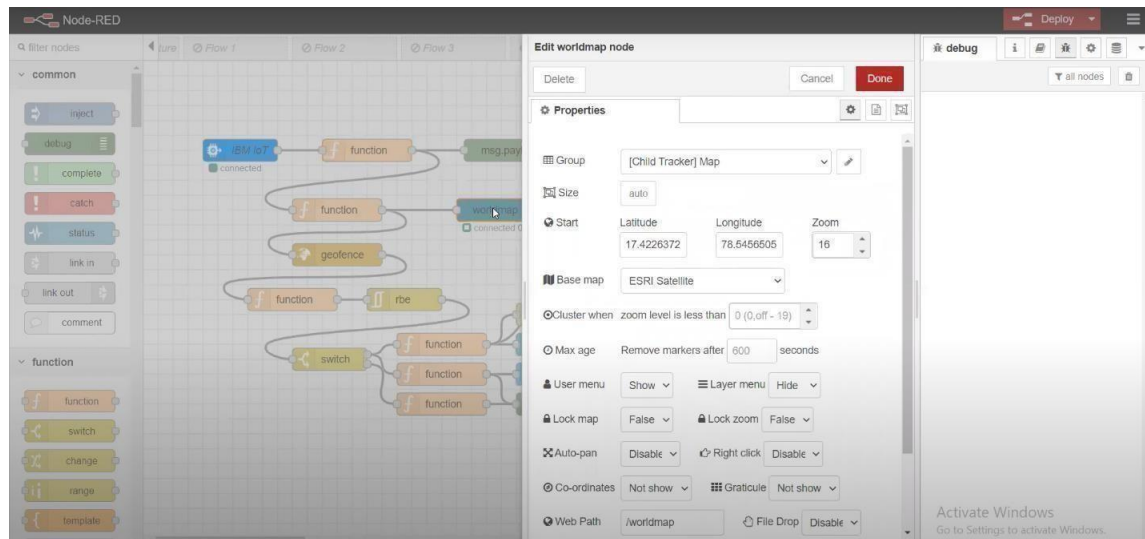 Node-RED
Deploy
filter nodes
Flow 1
Flow 2
Flow 3
common
inject
debug
complete
catch
status
link in
link out
comment
function
function
switch
change
range
template
IBM IoT
connected
function
msg.pay
function
worldmap
connected
geofence
function
rbe
switch
function
function
function
Edit worldmap node
Delete
Cancel
Done
Properties
Group
[Child Tracker] Map
Size
auto
Start
Latitude
Longitude
Zoom
17.4226372
78.5456505
16
Base map
ESRI Satellite
Cluster when zoom level is less than 0 (0,off - 19)
Max age Remove markers after 600 seconds
User menu Show Layer menu Hide
Lock map False Lock zoom False
Auto-pan Disable Right click Disable
Co-ordinates Not show Graticule Not show
Web Path /worldmap File Drop Disable
debug
i
all nodes
Activate Windows
Go to Settings to activate Windows.